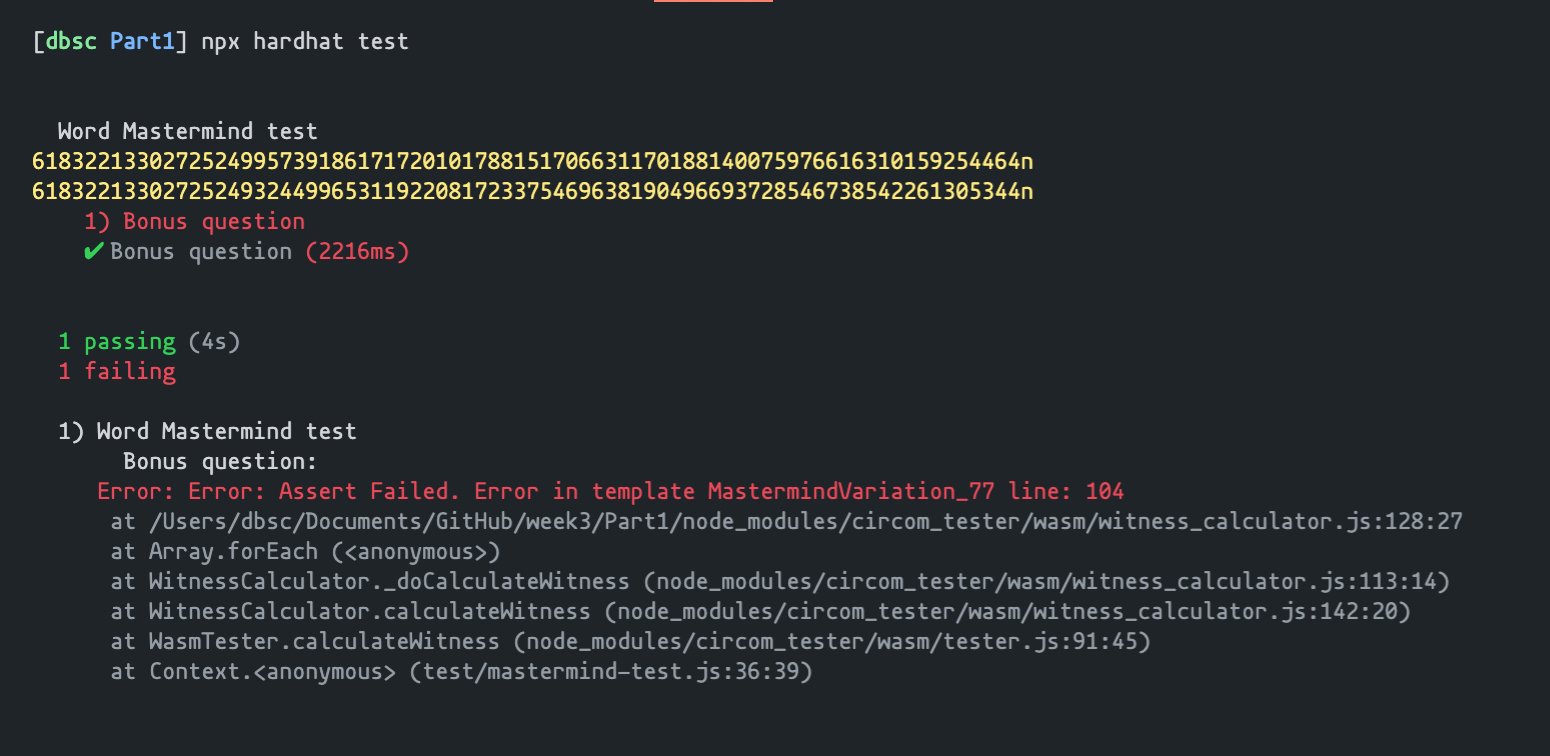 [dbsc Part1] npx hardhat test
Word Mastermind test
6183221330272524995739186171720101788151706631170188140075976616310159254464n
6183221330272524932449965311922081723375469638190496693728546738542261305344n
1) Bonus question
✔ Bonus question (2216ms)
1 passing (4s)
1 failing
1) Word Mastermind test
Bonus question:
Error: Error: Assert Failed. Error in template MastermindVariation_77 line: 104
at /Users/dbsc/Documents/GitHub/week3/Part1/node_modules/circom_tester/wasm/witness_calculator.js:128:27
at Array.forEach (<anonymous>)
at WitnessCalculator._doCalculateWitness (node_modules/circom_tester/wasm/witness_calculator.js:113:14)
at WitnessCalculator.calculateWitness (node_modules/circom_tester/wasm/witness_calculator.js:142:20)
at WasmTester.calculateWitness (node_modules/circom_tester/wasm/tester.js:91:45)
at Context.<anonymous> (test/mastermind-test.js:36:39)